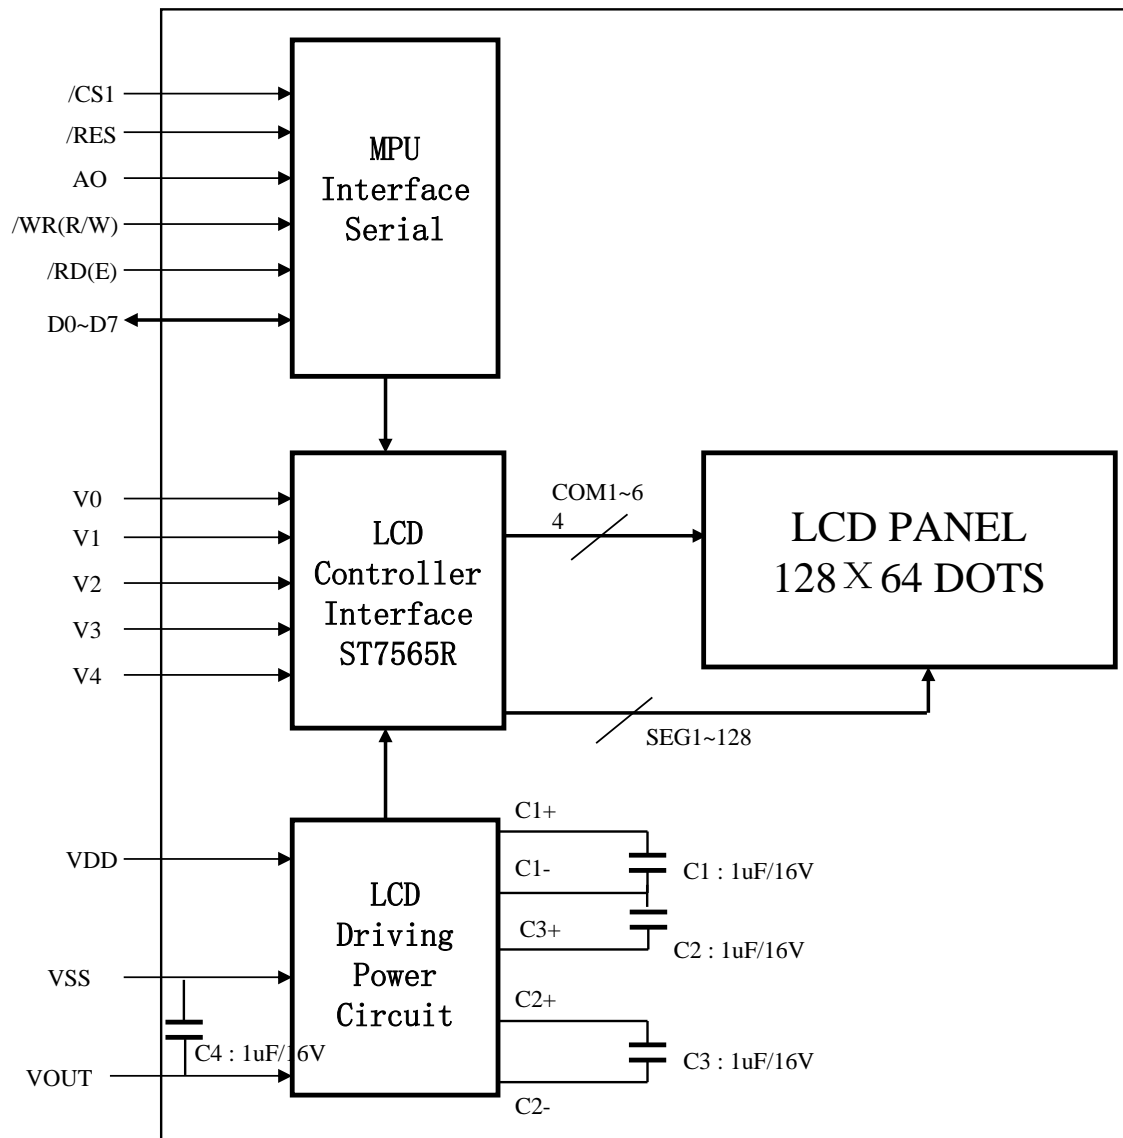 /CS1
/RES
AO
/WR(R/W)
/RD(E)
D0~D7
MPU
Interface
Serial
V0
V1
V2
V3
V4
LCD
Controller
Interface
ST7565R
COM1~6
4
LCD PANEL
128×64 DOTS
SEG1~128
VDD
VSS
VOUT
C4 : 1uF/16V
LCD
Driving
Power
Circuit
C1+
C1-
C3+
C2+
C2-
C1 : 1uF/16V
C2 : 1uF/16V
C3 : 1uF/16V